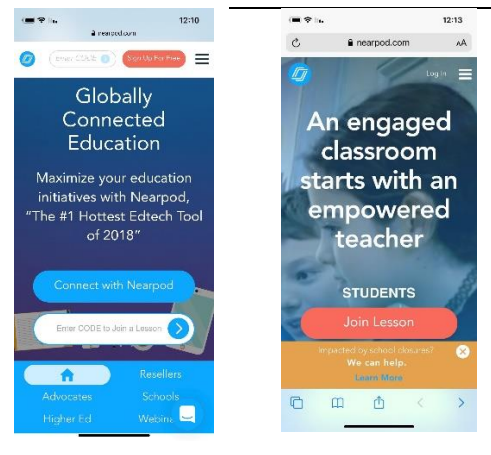 12:10
nearpod.com
Enter CODE
Sign Up For Free
Globally
Connected
Education
Maximize your education
initiatives with Nearpod,
“The #1 Hottest Edtech Tool
of 2018”
Connect with Nearpod
Enter CODE to Join a Lesson
Resellers
Advocates
Schools
Higher Ed
Webina
12:13
nearpod.com
AA
Log in
An engaged
classroom
starts with an
empowered
teacher
STUDENTS
Join Lesson
Impacted by school closures?
We can help.
Learn More